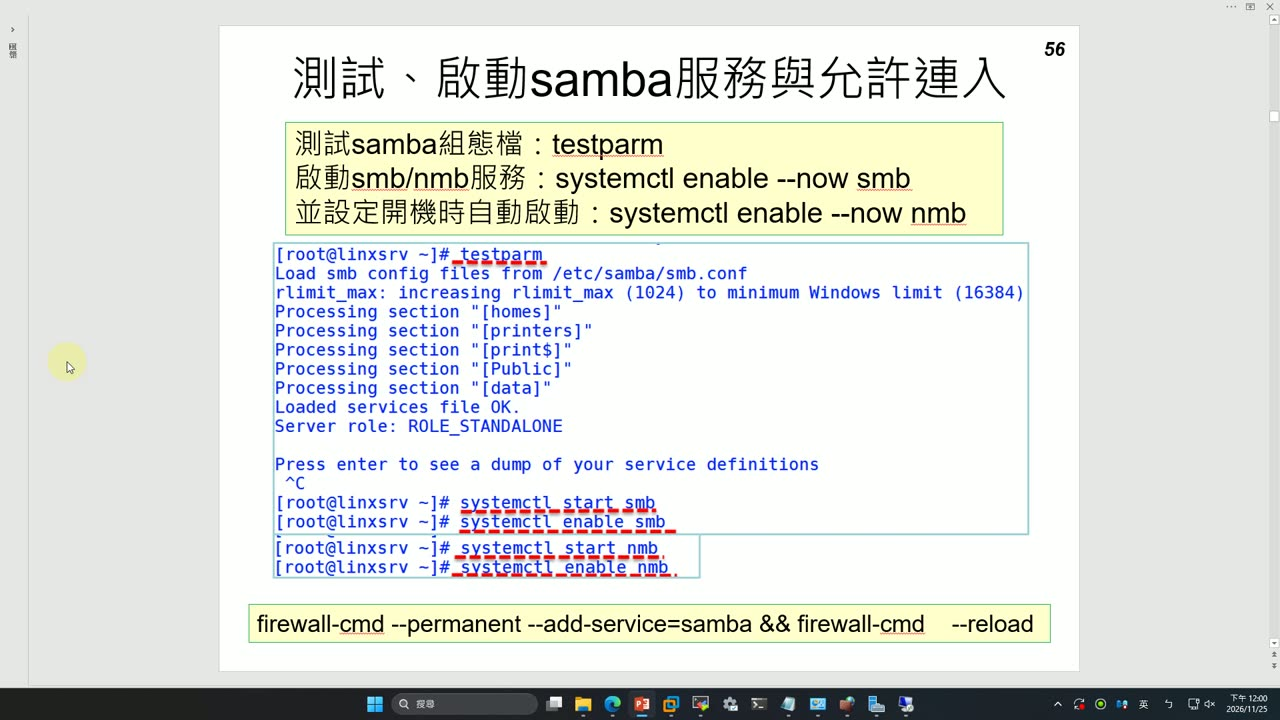 56
測試、啟動samba服務與允許連入
測試samba組態檔：testparm
啟動smb/nmb服務：systemctl enable --now smb
並設定開機時自動啟動：systemctl enable --now nmb
[root@linxsrv ~]# testparm
Load smb config files from /etc/samba/smb.conf
rlimit_max: increasing rlimit_max (1024) to minimum Windows limit (16384)
Processing section "[homes]"
Processing section "[printers]"
Processing section "[print$]"
Processing section "[Public]"
Processing section "[data]"
Loaded services file OK.
Server role: ROLE_STANDALONE
Press enter to see a dump of your service definitions
^C
[root@linxsrv ~]# systemctl start smb
[root@linxsrv ~]# systemctl enable smb
[root@linxsrv ~]# systemctl start nmb
[root@linxsrv ~]# systemctl enable nmb
firewall-cmd --permanent --add-service=samba && firewall-cmd --reload
搜尋
英
ㄅ
下午 12:00
2026/11/25